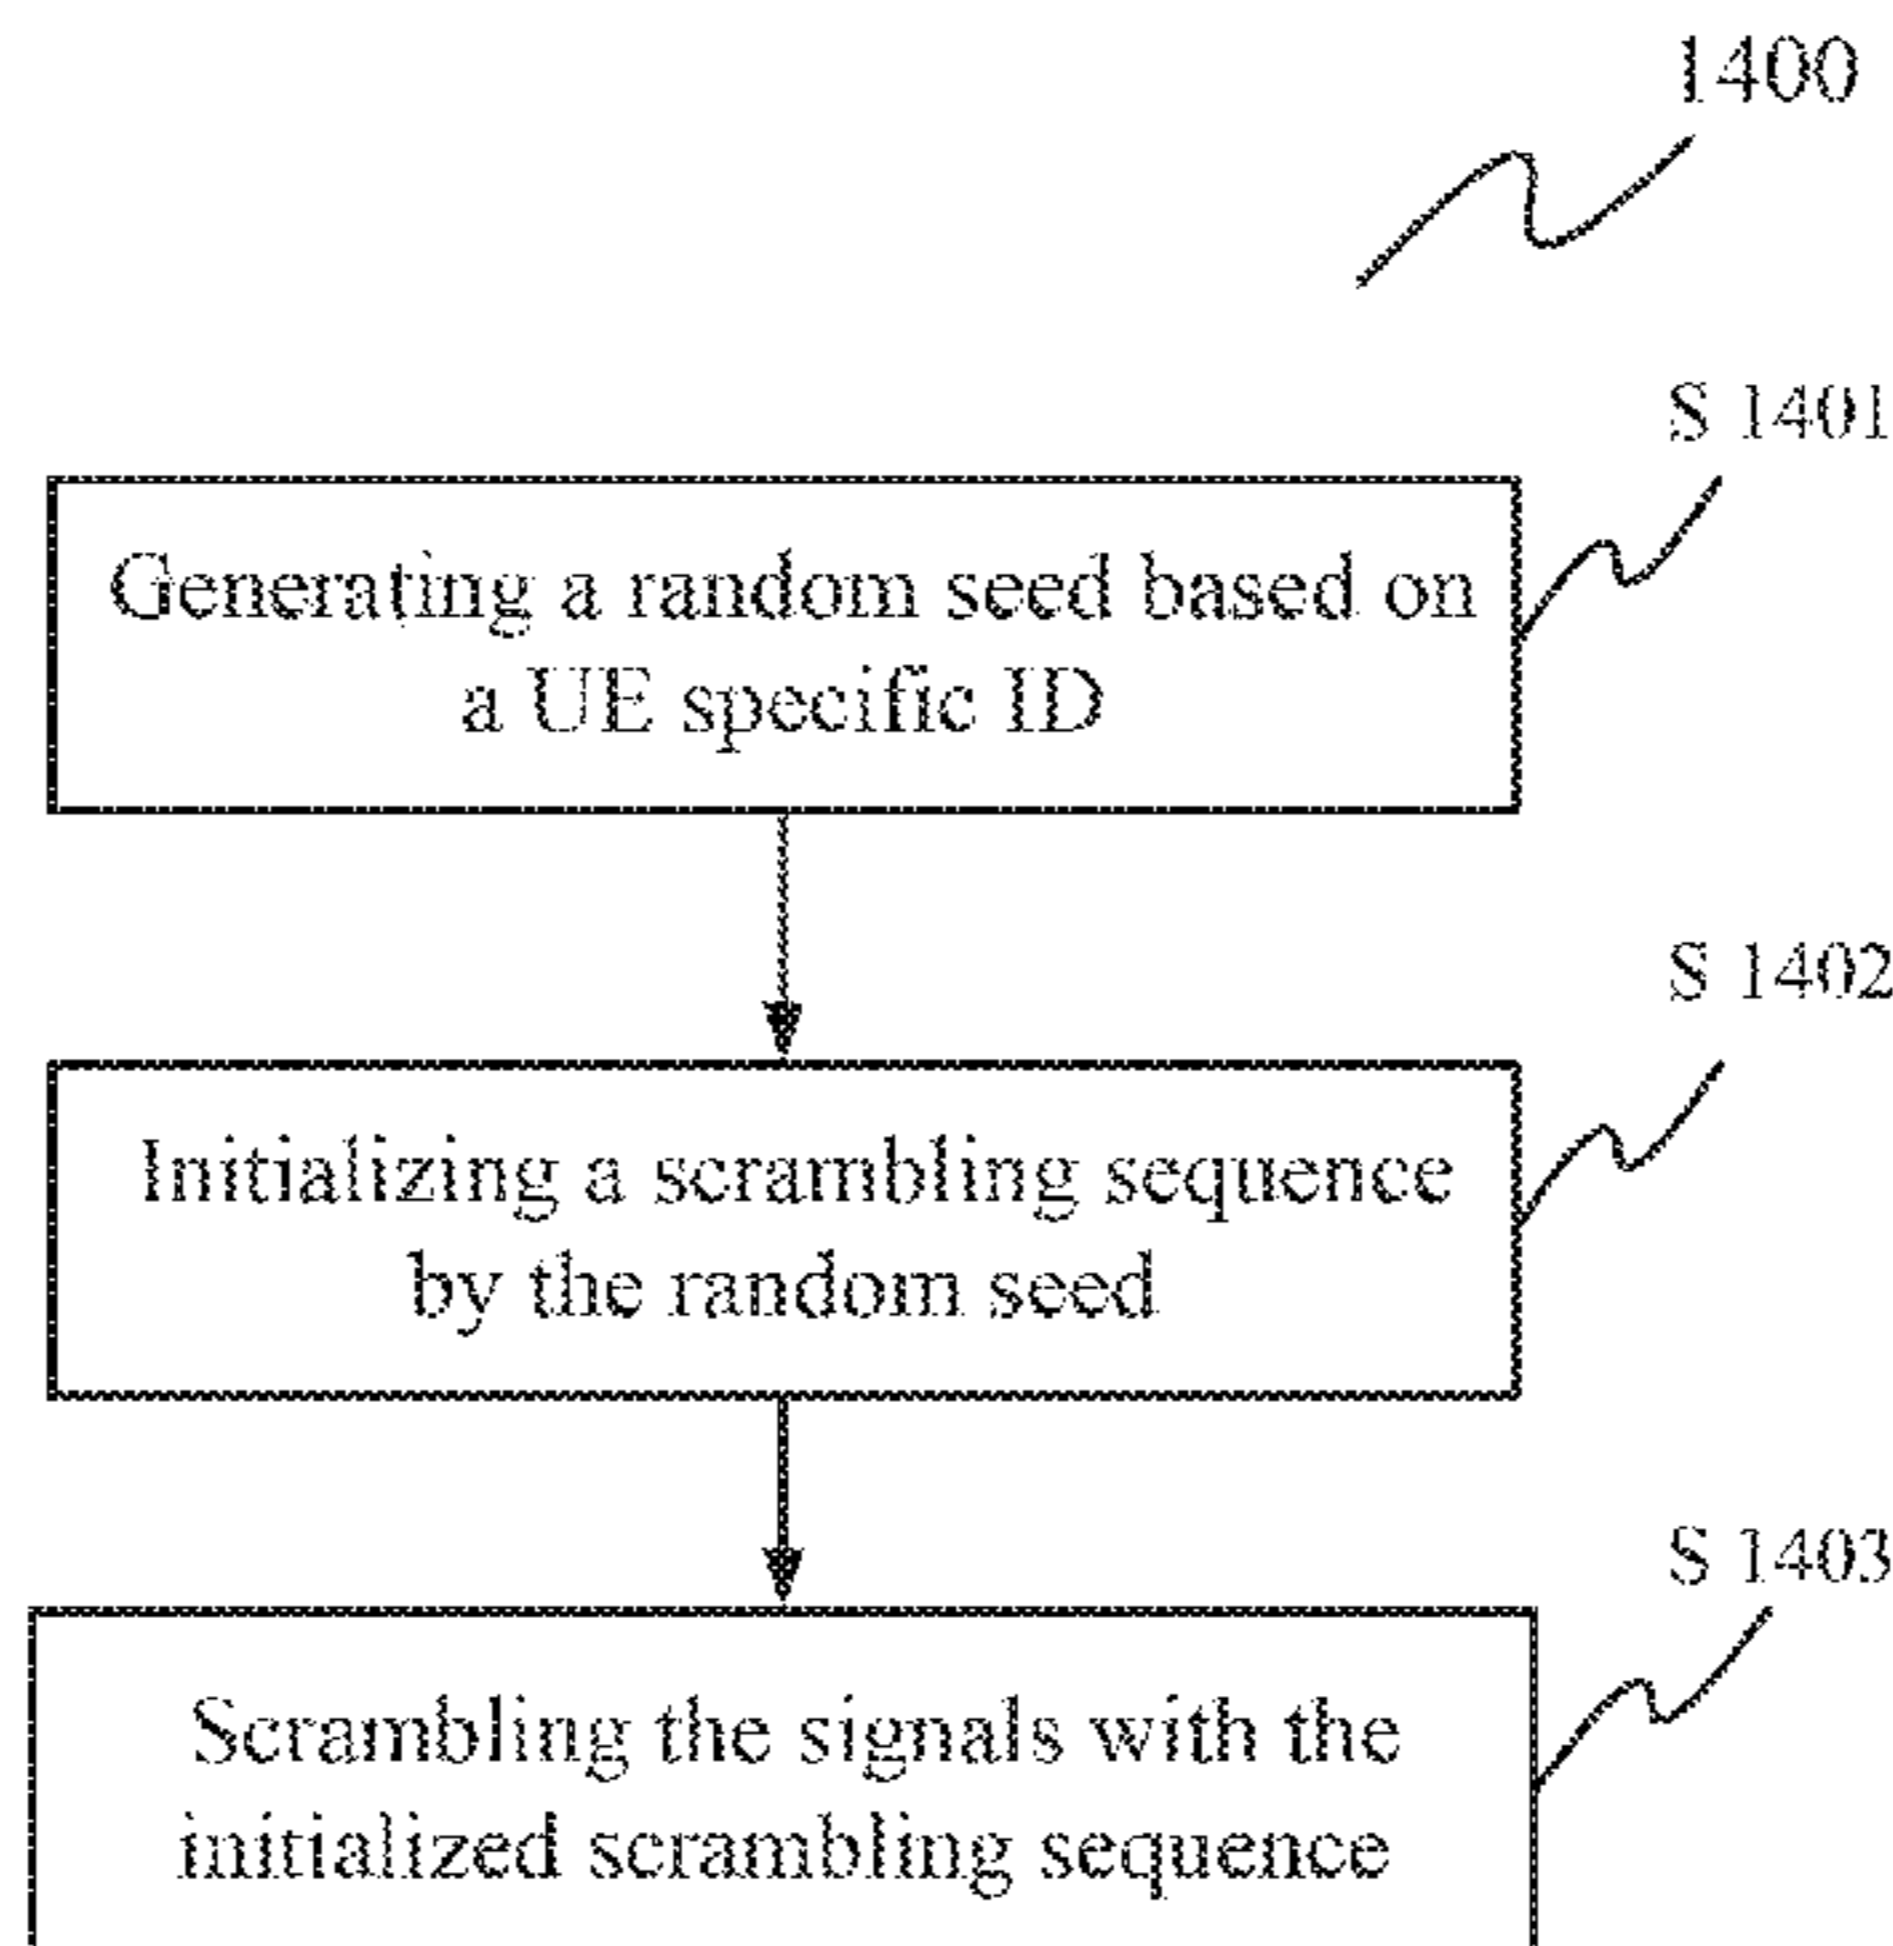 1400
S 1401
Generating a random seed based on
a UE specific ID
S 1402
Initializing a scrambling sequence
by the random seed
S 1403
Scrambling the signals with the
initialized scrambling sequence